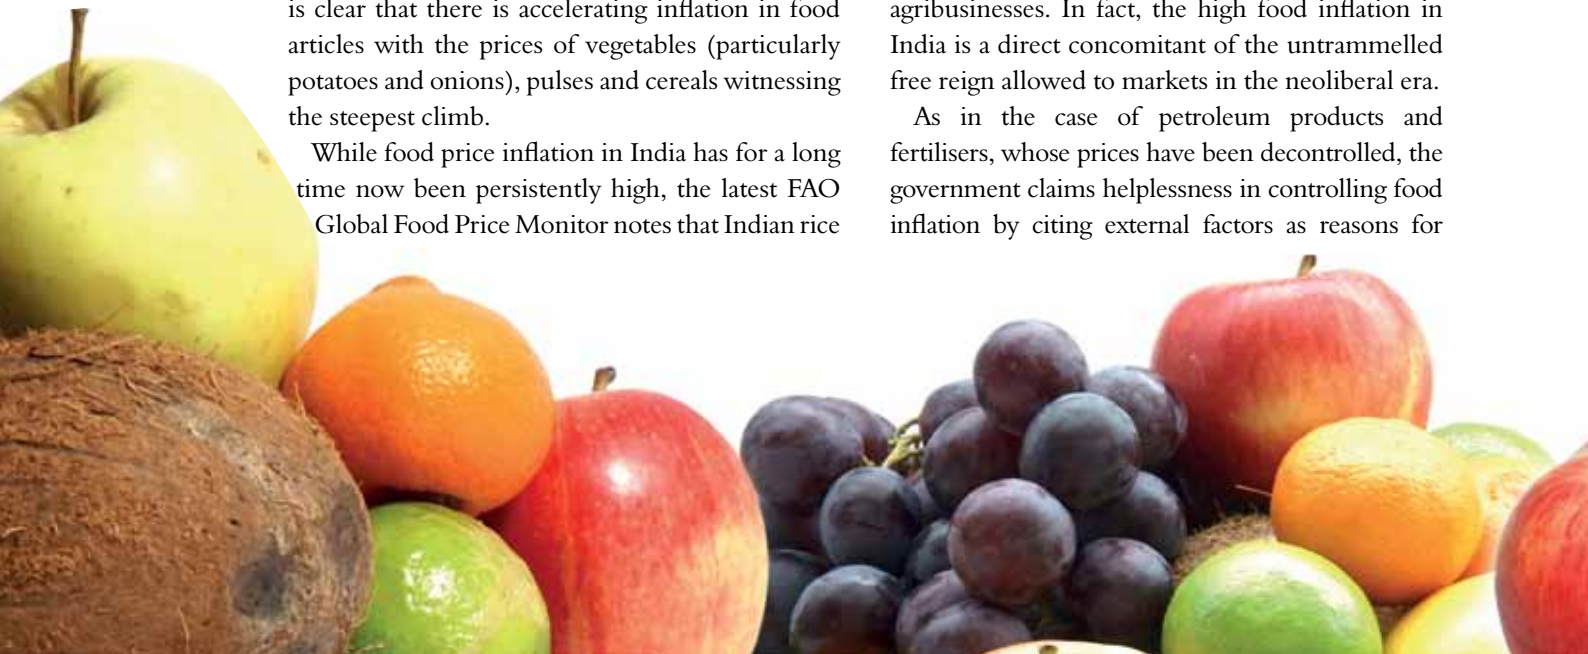 is clear that there is accelerating inflation in food
articles with the prices of vegetables (particularly
potatoes and onions), pulses and cereals witnessing
the steepest climb.
While food price inflation in India has for a long
time now been persistently high, the latest FAO
Global Food Price Monitor notes that Indian rice
agribusinesses. In fact, the high food inflation in
India is a direct concomitant of the untrammelled
free reign allowed to markets in the neoliberal era.
As in the case of petroleum products and
fertilisers, whose prices have been decontrolled, the
government claims helplessness in controlling food
inflation by citing external factors as reasons for